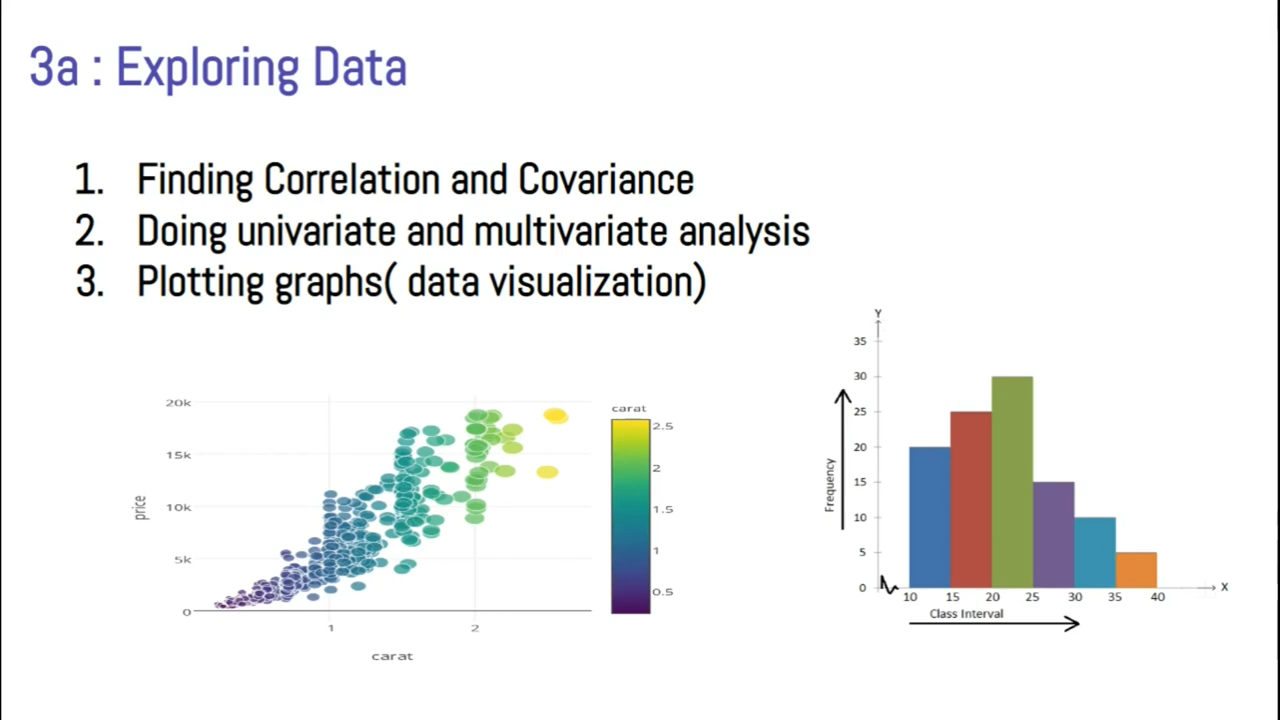 3a : Exploring Data
1. Finding Correlation and Covariance
2. Doing univariate and multivariate analysis
3. Plotting graphs( data visualization)
20k
15k
10k
5k
0
price
1
2
carat
carat
2.5
2
1.5
1
0.5
Y
35
30
25
20
15
10
5
0
Frequency
10 15 20 25 30 35 40
X
Class Interval